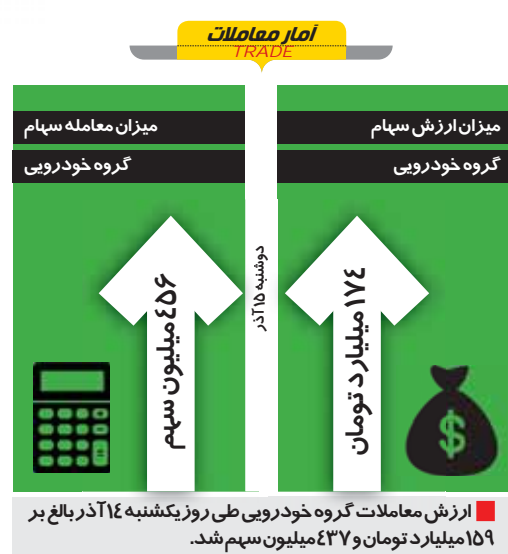 آمار معاملات
TRADE
میزان ارزش سهام
گروه خودرویی
۱۷۴ میلیارد تومان
$
دوشنبه ۱۵ آذر
میزان معامله سهام
گروه خودرویی
۴۵۶ میلیون سهم
ارزش معاملات گروه خودرویی طی روز یکشنبه ۱۴ آذر بالغ بر
۱۵۹ میلیارد تومان و ۴۳۷ میلیون سهم شد.